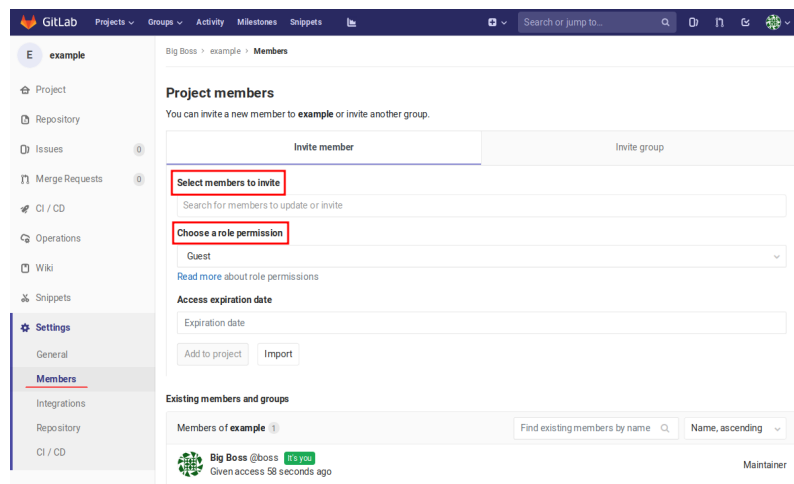 GitLab Projects Groups Activity Milestones Snippets Search or jump to...
E example
Project
Repository
Issues 0
Merge Requests 0
CI / CD
Operations
Wiki
Snippets
Settings
General
Members
Integrations
Repository
CI / CD
Big Boss > example > Members
Project members
You can invite a new member to example or invite another group.
Invite member Invite group
Select members to invite
Search for members to update or invite
Choose a role permission
Guest
Read more about role permissions
Access expiration date
Expiration date
Add to project Import
Existing members and groups
Members of example 1 Find existing members by name Name, ascending
Big Boss @boss It's you
Given access 58 seconds ago Maintainer